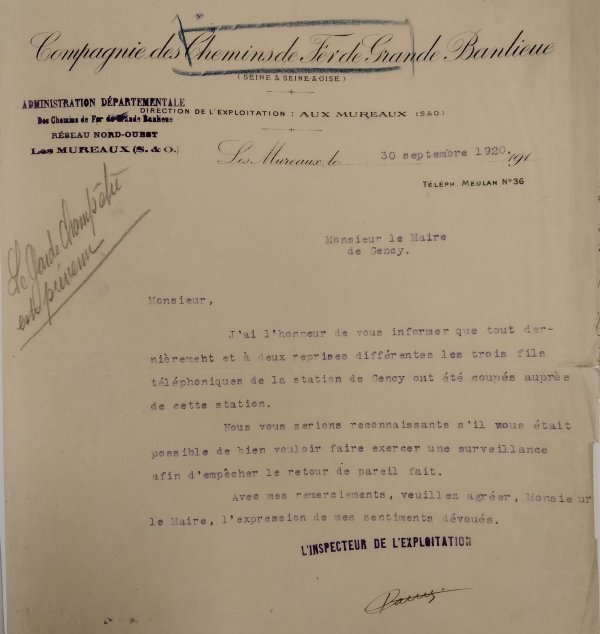 Compagnie des Chemins de Fer de Grande Banlieue
(SEINE & SEINE-&-OISE)
ADMINISTRATION DÉPARTEMENTALE
Des Chemins de Fer de Grande Banlieue
RÉSEAU NORD-OUEST
LES MUREAUX (S. & O.)
DIRECTION DE L'EXPLOITATION : AUX MUREAUX (S.&O.)
Les Mureaux, le 30 septembre 1920. 191
TÉLÉPH. MEULAN N° 36
Le Garde Champêtre
est prévenu
Monsieur le Maire
de Gency.
Monsieur,
J'ai l'honneur de vous informer que tout der-
nièrement et à deux reprises différentes les trois fils
téléphoniques de la station de Gency ont été coupés auprès
de cette station.
Nous vous serions reconnaissants s'il vous était
possible de bien vouloir faire exercer une surveillance
afin d'empêcher le retour de pareil fait.
Avec mes remerciements, veuillez agréer, Monsieur
le Maire, l'expression de mes sentiments dévoués.
L'INSPECTEUR DE L'EXPLOITATION